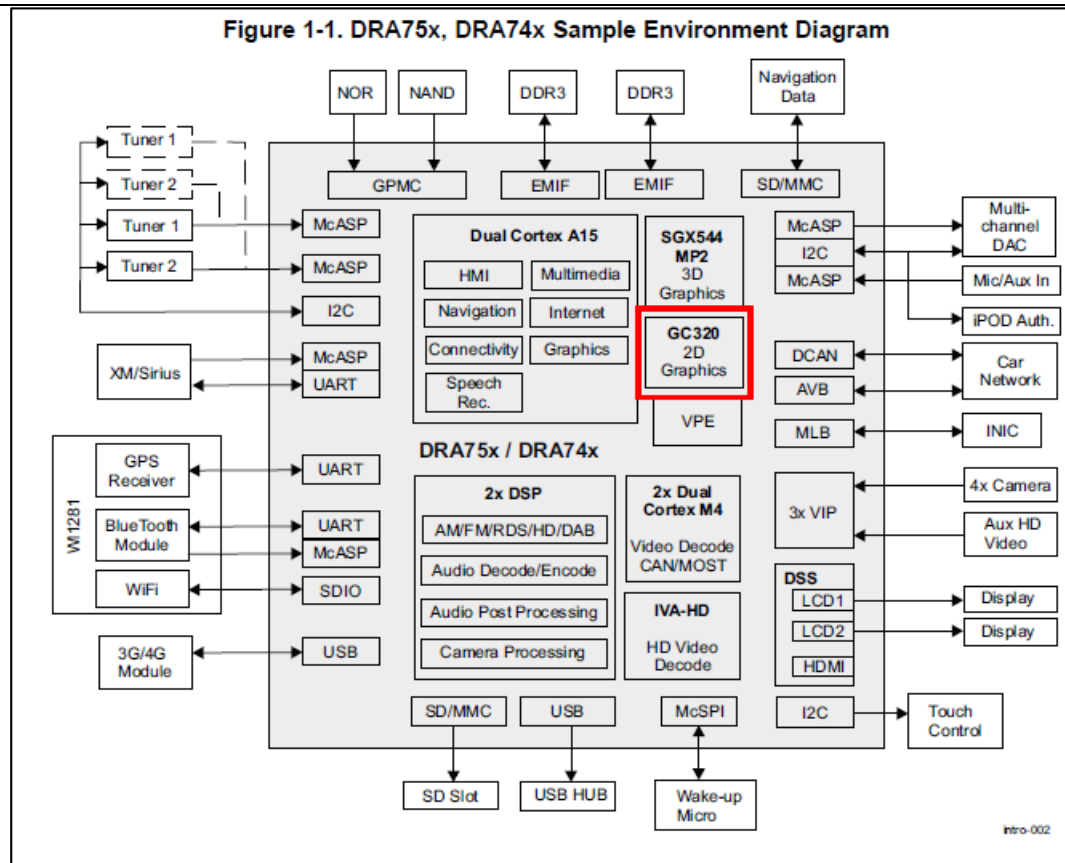 Figure 1-1. DRA75x, DRA74x Sample Environment Diagram
NOR
NAND
DDR3
DDR3
Navigation
Data
Tuner 1
Tuner 2
Tuner 1
Tuner 2
GPMC
EMIF
EMIF
SD/MMC
McASP
McASP
I2C
McASP
UART
XM/Sirius
Dual Cortex A15
HMI
Multimedia
Navigation
Internet
Connectivity
Graphics
Speech
Rec.
SGX544
MP2
3D
Graphics
GC320
2D
Graphics
VPE
McASP
I2C
McASP
DCAN
AVB
MLB
Multi-
channel
DAC
Mic/Aux In
iPOD Auth.
Car
Network
INIC
DRA75x / DRA74x
WI1281
GPS
Receiver
BlueTooth
Module
WiFi
3G/4G
Module
UART
UART
McASP
SDIO
USB
2x DSP
AM/FM/RDS/HD/DAB
Audio Decode/Encode
Audio Post Processing
Camera Processing
2x Dual
Cortex M4
Video Decode
CAN/MOST
IVA-HD
HD Video
Decode
3x VIP
4x Camera
Aux HD
Video
DSS
LCD1
LCD2
HDMI
Display
Display
SD/MMC
USB
McSPI
I2C
Touch
Control
SD Slot
USB HUB
Wake-up
Micro
intro-002